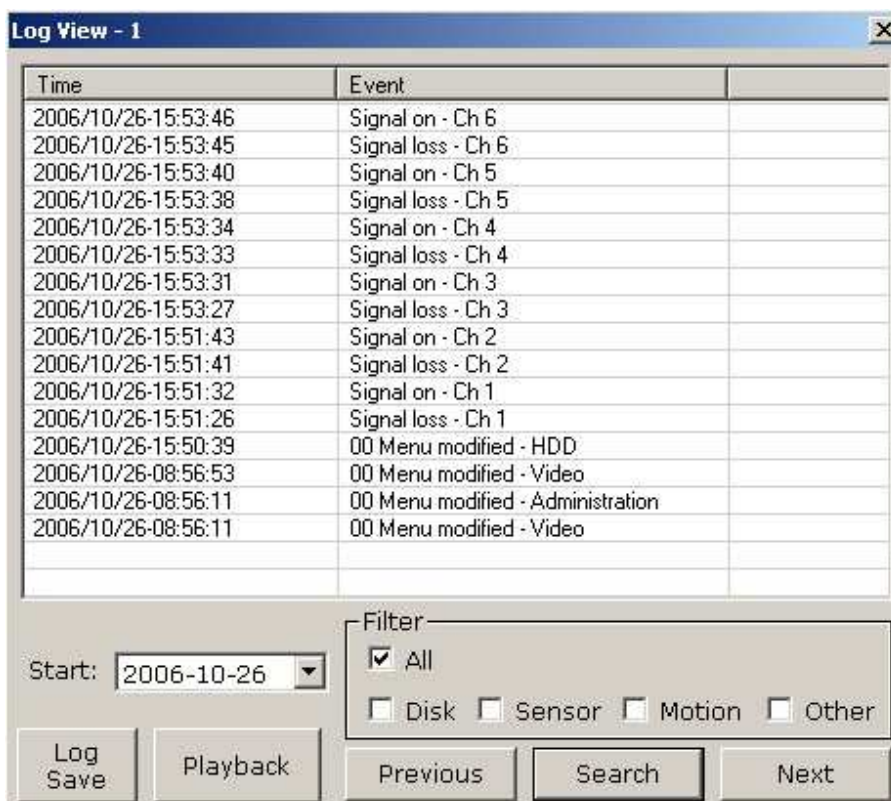 Log View - 1
Time Event
2006/10/26-15:53:46 Signal on - Ch 6
2006/10/26-15:53:45 Signal loss - Ch 6
2006/10/26-15:53:40 Signal on - Ch 5
2006/10/26-15:53:38 Signal loss - Ch 5
2006/10/26-15:53:34 Signal on - Ch 4
2006/10/26-15:53:33 Signal loss - Ch 4
2006/10/26-15:53:31 Signal on - Ch 3
2006/10/26-15:53:27 Signal loss - Ch 3
2006/10/26-15:51:43 Signal on - Ch 2
2006/10/26-15:51:41 Signal loss - Ch 2
2006/10/26-15:51:32 Signal on - Ch 1
2006/10/26-15:51:26 Signal loss - Ch 1
2006/10/26-15:50:39 00 Menu modified - HDD
2006/10/26-08:56:53 00 Menu modified - Video
2006/10/26-08:56:11 00 Menu modified - Administration
2006/10/26-08:56:11 00 Menu modified - Video
Start: 2006-10-26
Filter
All
Disk Sensor Motion Other
Log Save
Playback
Previous Search Next